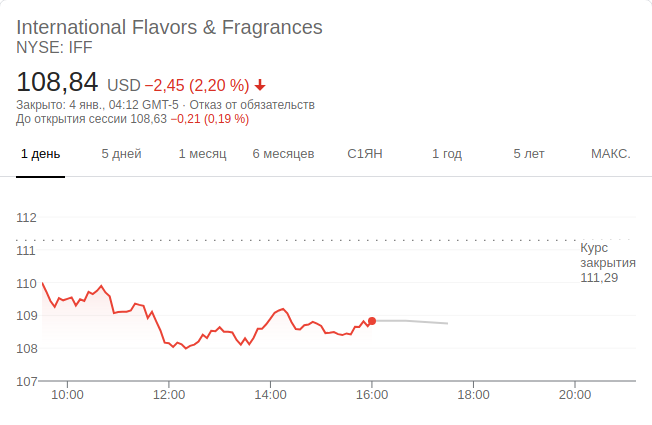 International Flavors & Fragrances
NYSE: IFF
108,84 USD −2,45 (2,20 %)
Закрыто: 4 янв., 04:12 GMT-5 · Отказ от обязательств
До открытия сессии 108,63 −0,21 (0,19 %)
1 день 5 дней 1 месяц 6 месяцев С1ЯН 1 год 5 лет МАКС.
112
111
110
109
108
107
Курс
закрытия
111,29
10:00 12:00 14:00 16:00 18:00 20:00